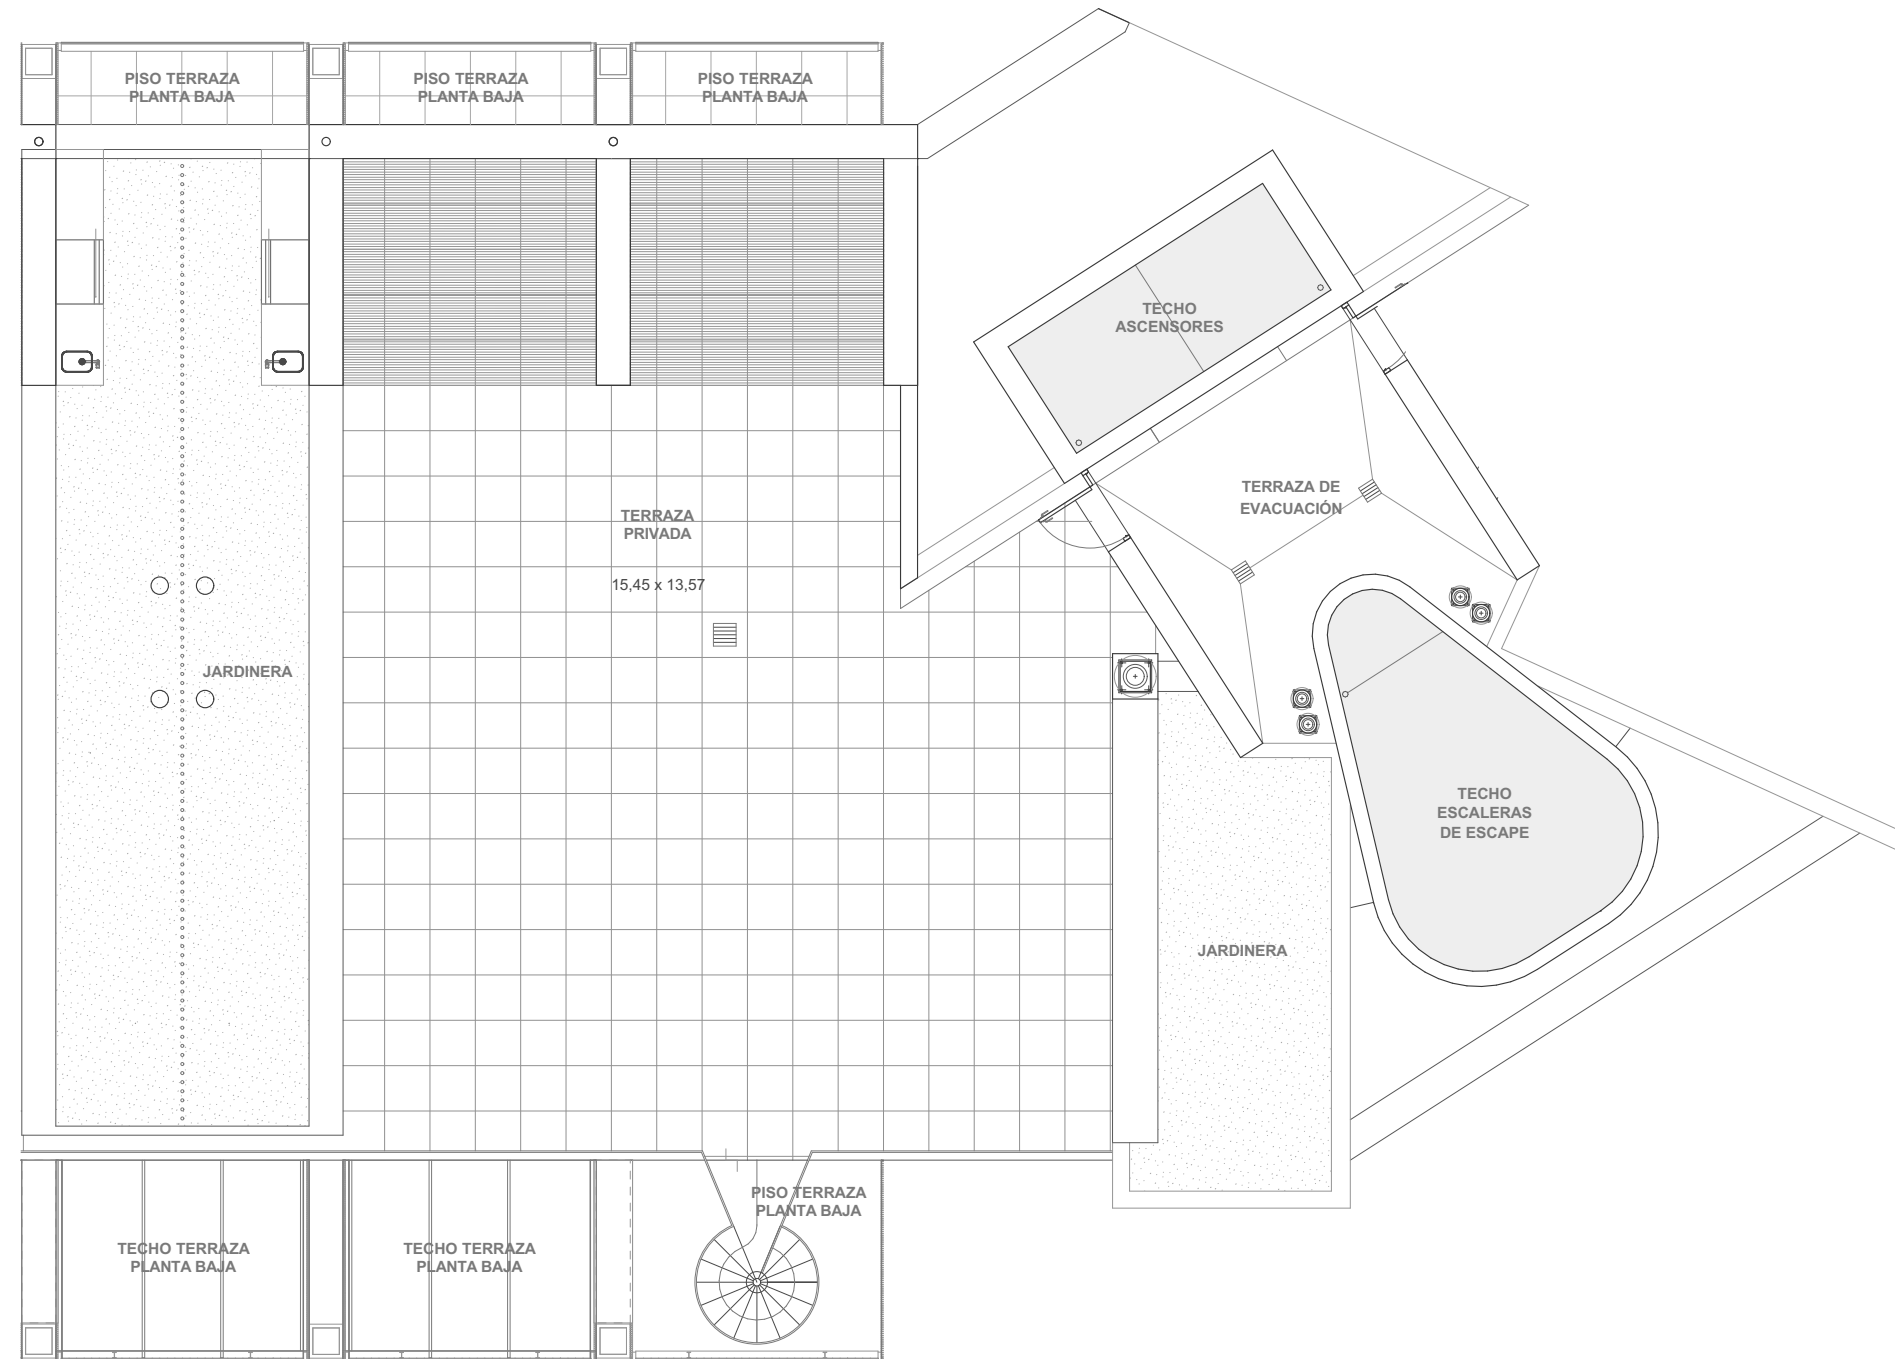 PISO TERRAZA
PLANTA BAJA
PISO TERRAZA
PLANTA BAJA
PISO TERRAZA
PLANTA BAJA
TECHO
ASCENSORES
TERRAZA DE
EVACUACIÓN
TERRAZA
PRIVADA
15,45 x 13,57
JARDINERA
TECHO
ESCALERAS
DE ESCAPE
JARDINERA
PISO TERRAZA
PLANTA BAJA
TECHO TERRAZA
PLANTA BAJA
TECHO TERRAZA
PLANTA BAJA